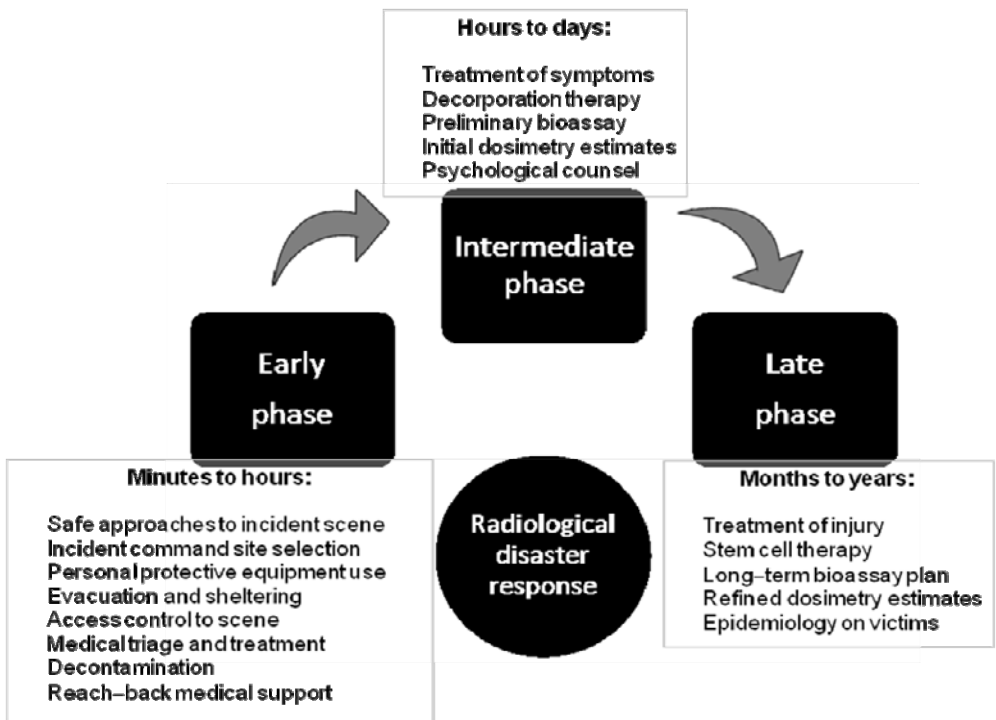 Hours to days:
Treatment of symptoms
Decorporation therapy
Preliminary bioassay
Initial dosimetry estimates
Psychological counsel
Intermediate
phase
Early
phase
Late
phase
Minutes to hours:
Safe approaches to incident scene
Incident command site selection
Personal protective equipment use
Evacuation and sheltering
Access control to scene
Medical triage and treatment
Decontamination
Reach–back medical support
Radiological
disaster
response
Months to years:
Treatment of injury
Stem cell therapy
Long–term bioassay plan
Refined dosimetry estimates
Epidemiology on victims